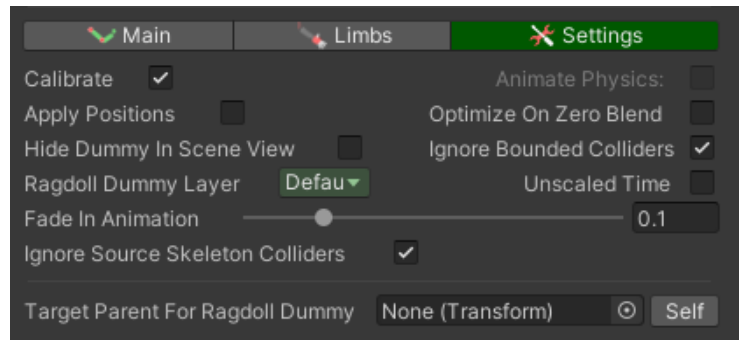 Main Limbs Settings
Calibrate Animate Physics:
Apply Positions Optimize On Zero Blend
Hide Dummy In Scene View Ignore Bounded Colliders
Ragdoll Dummy Layer Defau Unscaled Time
Fade In Animation 0.1
Ignore Source Skeleton Colliders
Target Parent For Ragdoll Dummy None (Transform) Self